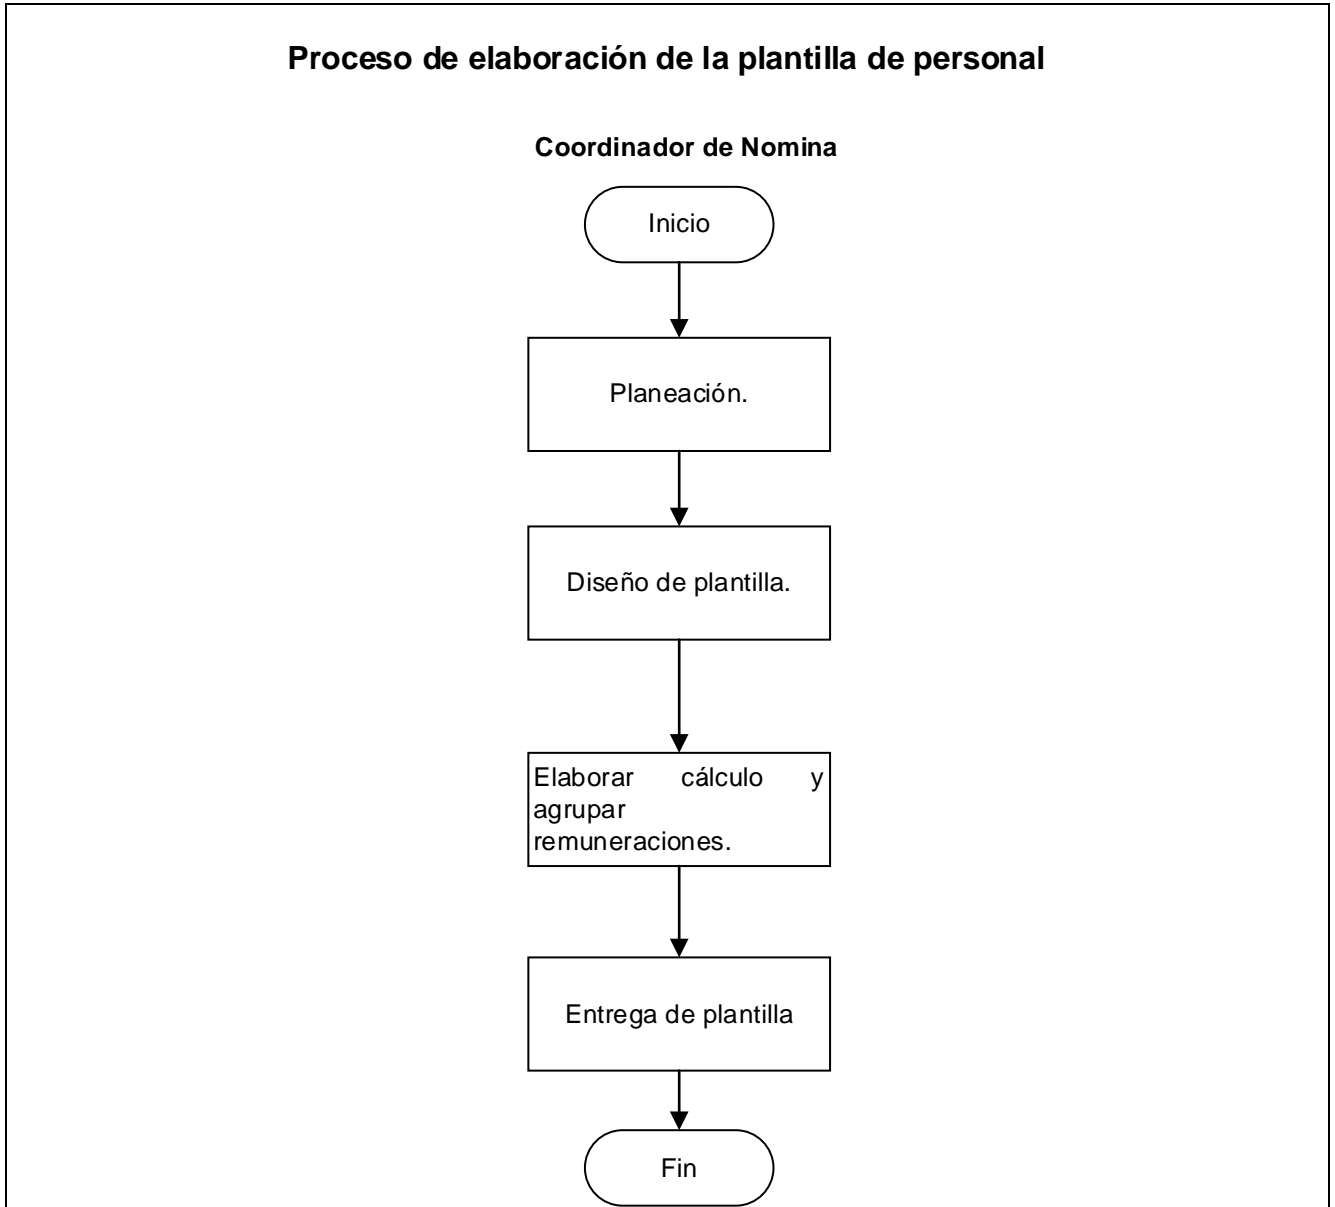 Proceso de elaboración de la plantilla de personal
Coordinador de Nomina
Inicio
Planeación.
Diseño de plantilla.
Elaborar cálculo y
agrupar
remuneraciones.
Entrega de plantilla
Fin